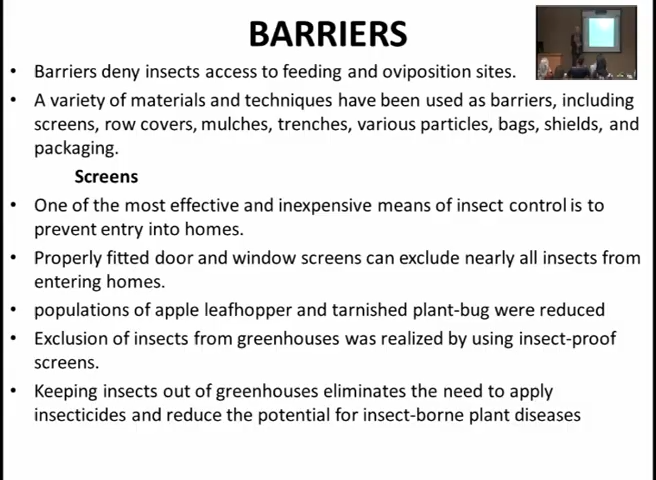 BARRIERS
• Barriers deny insects access to feeding and oviposition sites.
• A variety of materials and techniques have been used as barriers, including
screens, row covers, mulches, trenches, various particles, bags, shields, and
packaging.
Screens
• One of the most effective and inexpensive means of insect control is to
prevent entry into homes.
• Properly fitted door and window screens can exclude nearly all insects from
entering homes.
• populations of apple leafhopper and tarnished plant-bug were reduced
• Exclusion of insects from greenhouses was realized by using insect-proof
screens.
• Keeping insects out of greenhouses eliminates the need to apply
insecticides and reduce the potential for insect-borne plant diseases